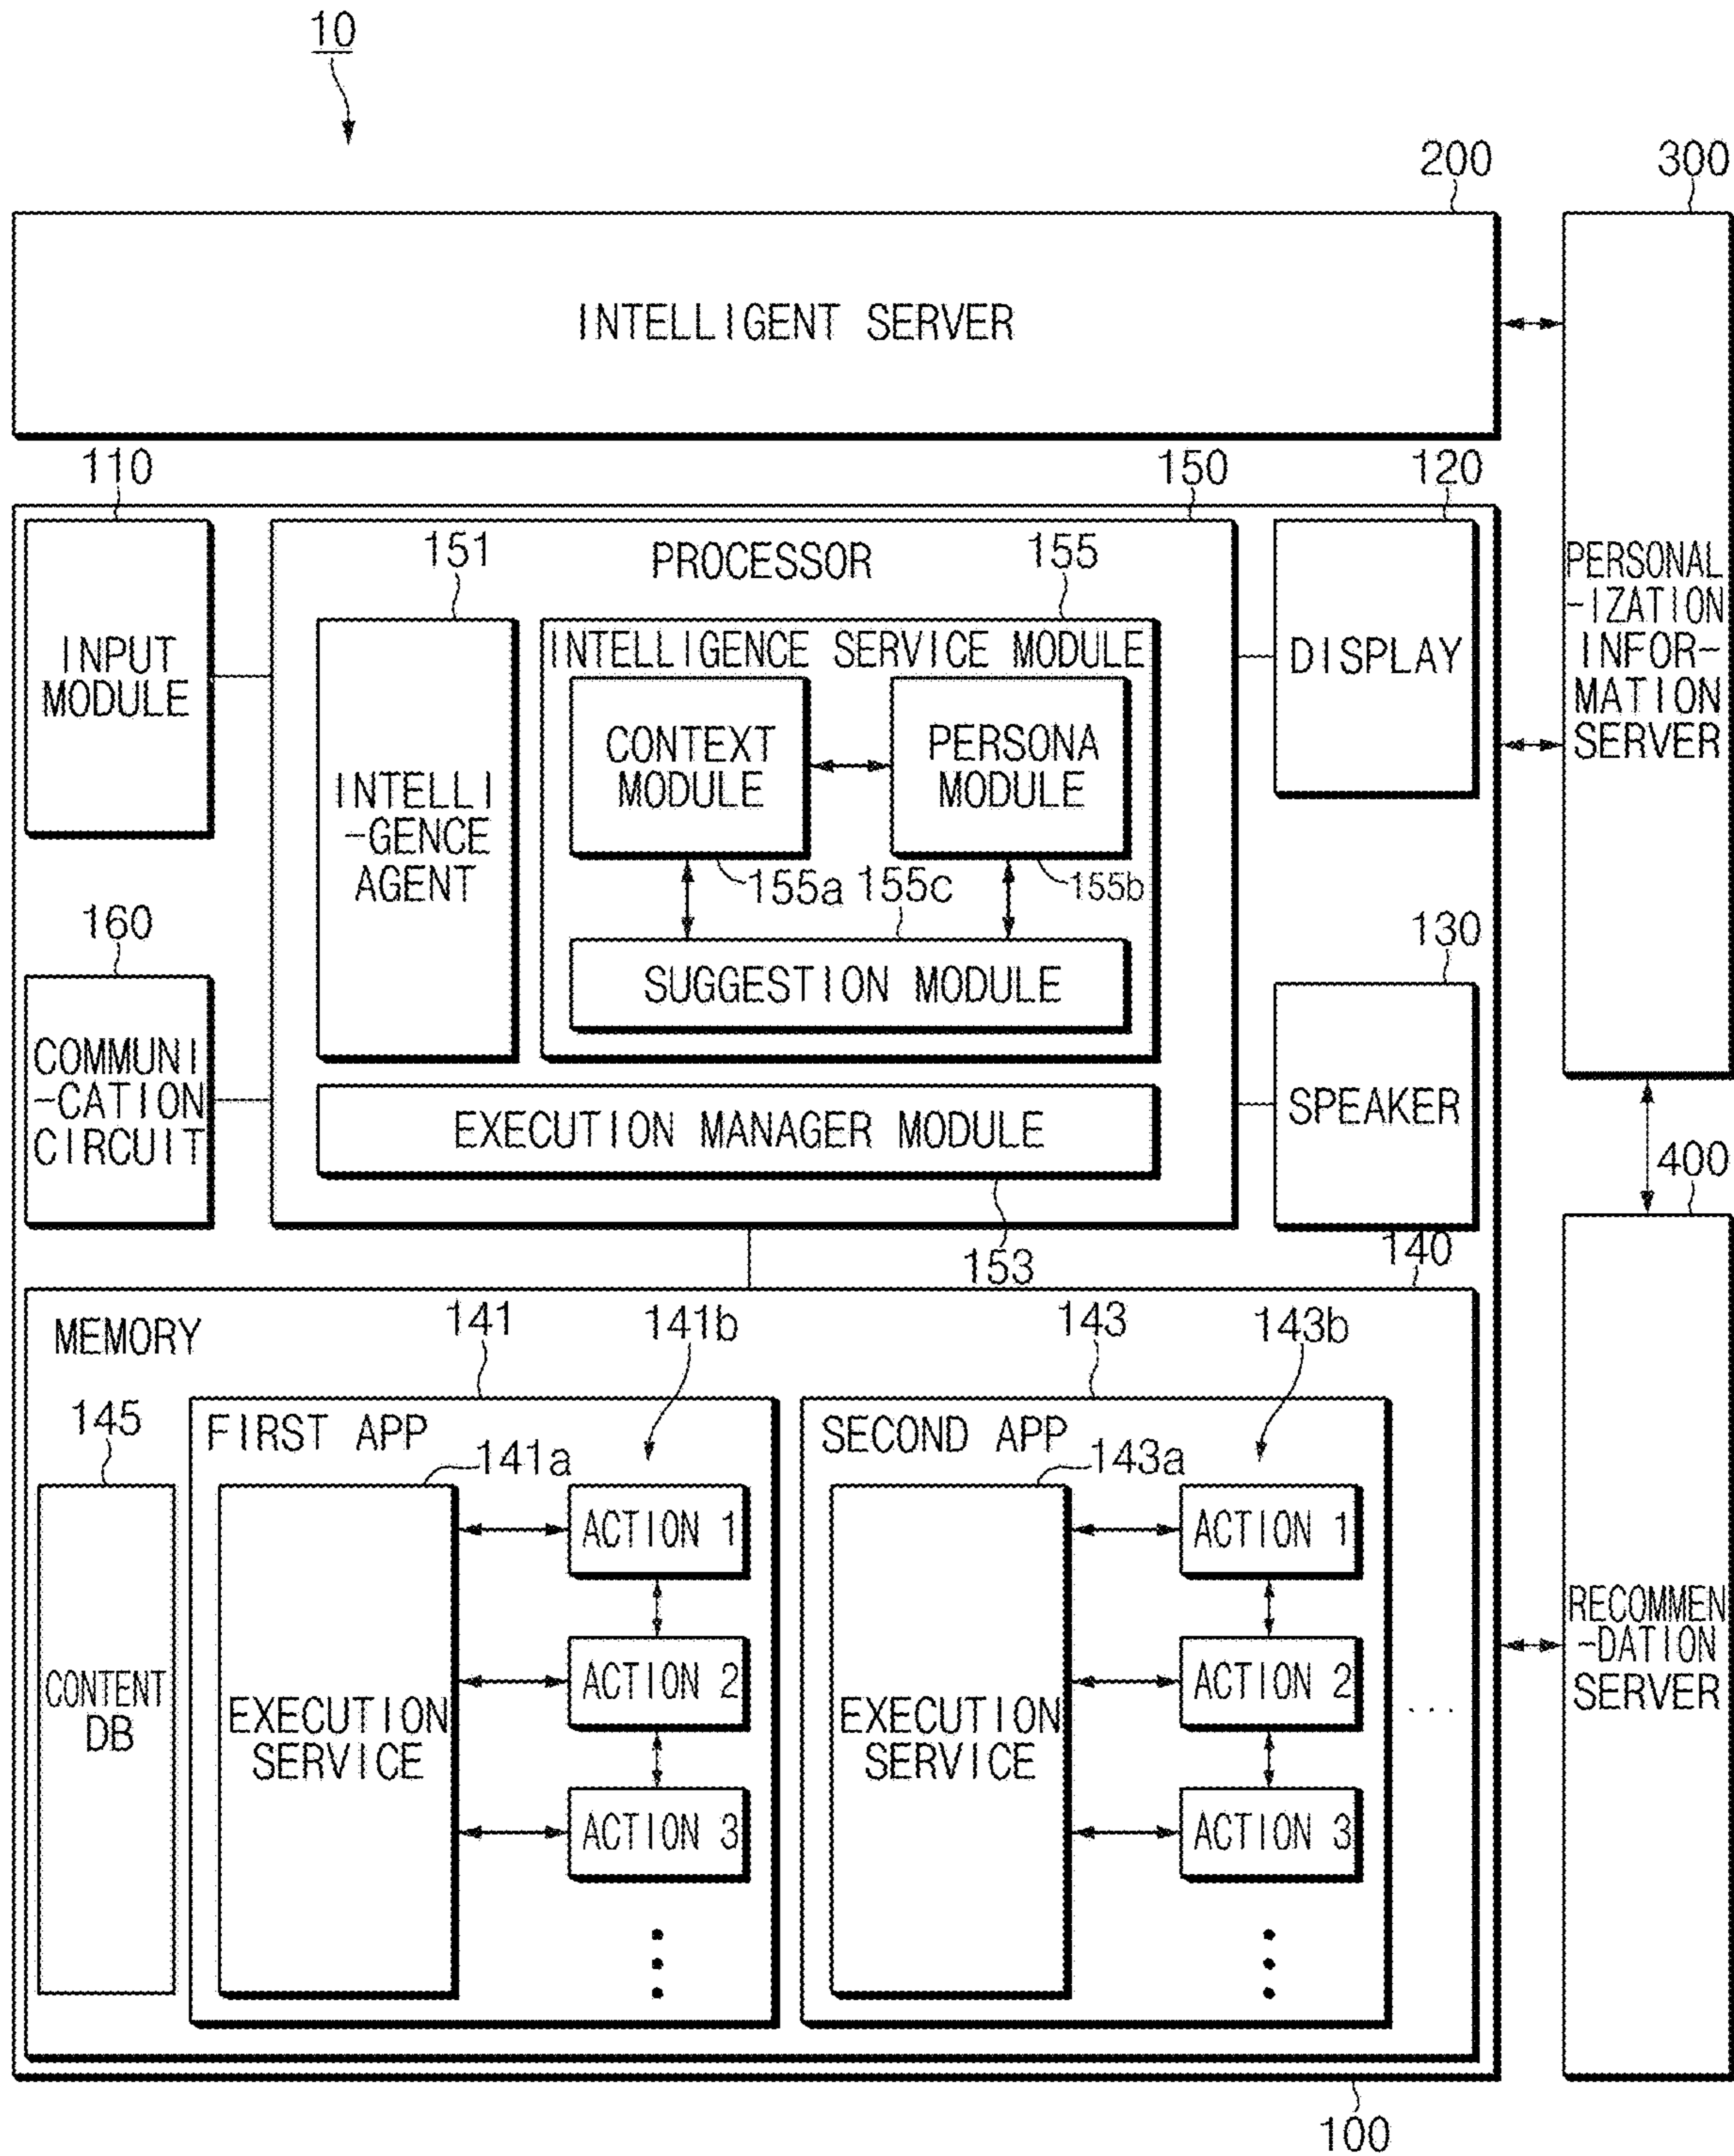 10
200
300
INTELLIGENT SERVER
110
150
120
151
PROCESSOR
155
INPUT
MODULE
INTELLI
-GENCE
AGENT
INTELLIGENCE SERVICE MODULE
CONTEXT
MODULE
PERSONA
MODULE
155a
155c
155b
SUGGESTION MODULE
DISPLAY
PERSONAL
-IZATION
INFOR-
MATION
SERVER
160
130
COMMUNI
-CATION
CIRCUIT
EXECUTION MANAGER MODULE
SPEAKER
400
153
140
MEMORY
141
141b
143
143b
145
FIRST APP
141a
SECOND APP
143a
CONTENT
DB
EXECUTION
SERVICE
ACTION 1
ACTION 2
ACTION 3
EXECUTION
SERVICE
ACTION 1
ACTION 2
ACTION 3
...
RECOMMEN
-DATION
SERVER
100